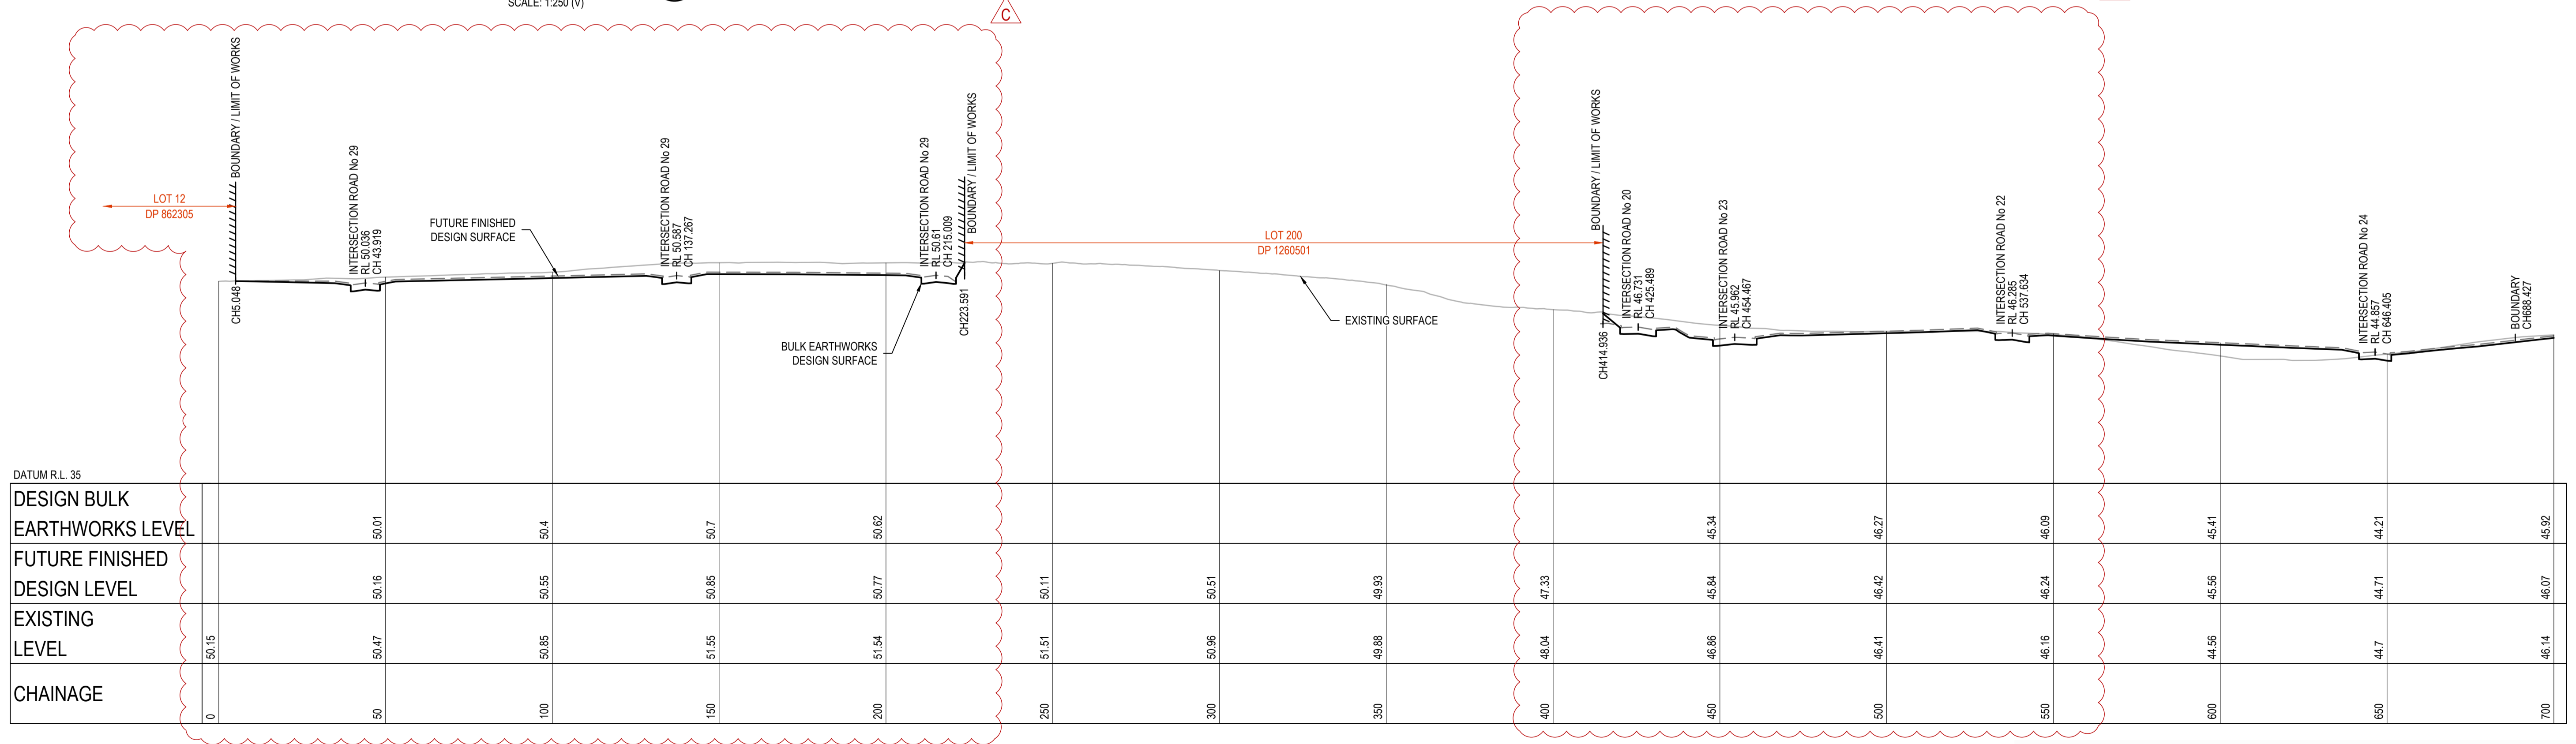 SCALE: 1:250 (V)
C
BOUNDARY / LIMIT OF WORKS
LOT 12
DP 862305
CH5.048
INTERSECTION ROAD No 29
RL 50.036
CH 43.919
FUTURE FINISHED
DESIGN SURFACE
INTERSECTION ROAD No 29
RL 50.587
CH 137.267
BULK EARTHWORKS
DESIGN SURFACE
INTERSECTION ROAD No 29
RL 50.61
CH 215.009
BOUNDARY / LIMIT OF WORKS
CH223.591
LOT 200
DP 1260501
EXISTING SURFACE
BOUNDARY / LIMIT OF WORKS
CH414.936
INTERSECTION ROAD No 20
RL 46.731
CH 425.489
INTERSECTION ROAD No 23
RL 45.962
CH 454.467
INTERSECTION ROAD No 22
RL 46.285
CH 537.634
INTERSECTION ROAD No 24
RL 44.857
CH 646.405
BOUNDARY
CH688.427
DATUM R.L. 35
DESIGN BULK
EARTHWORKS LEVEL 50.01 50.4 50.7 50.62 45.34 46.27 46.09 45.41 44.21 45.92
FUTURE FINISHED
DESIGN LEVEL 50.16 50.55 50.85 50.77 50.11 50.51 49.93 47.33 45.84 46.42 46.24 45.56 44.71 46.07
EXISTING
LEVEL 50.15 50.47 50.85 51.55 51.54 51.51 50.96 49.88 48.04 46.86 46.41 46.16 44.56 44.7 46.14
CHAINAGE 0 50 100 150 200 250 300 350 400 450 500 550 600 650 700